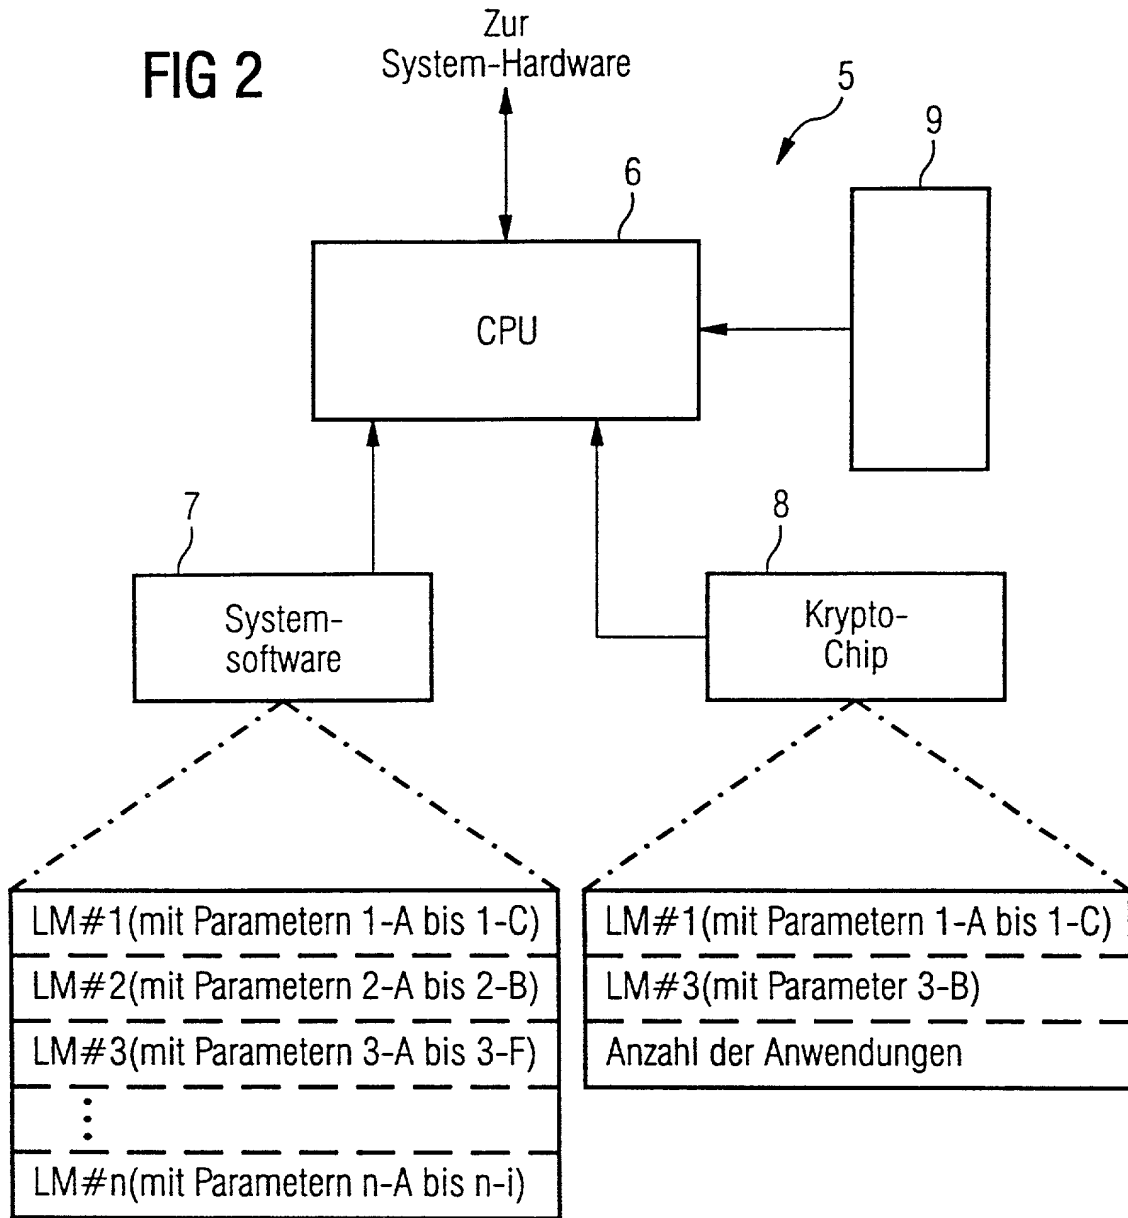 FIG 2
Zur
System-Hardware
5
9
6
CPU
7
8
System-
software
Krypto-
Chip
LM#1(mit Parametern 1-A bis 1-C)
LM#2(mit Parametern 2-A bis 2-B)
LM#3(mit Parametern 3-A bis 3-F)
⋮
LM#n(mit Parametern n-A bis n-i)
LM#1(mit Parametern 1-A bis 1-C)
LM#3(mit Parameter 3-B)
Anzahl der Anwendungen